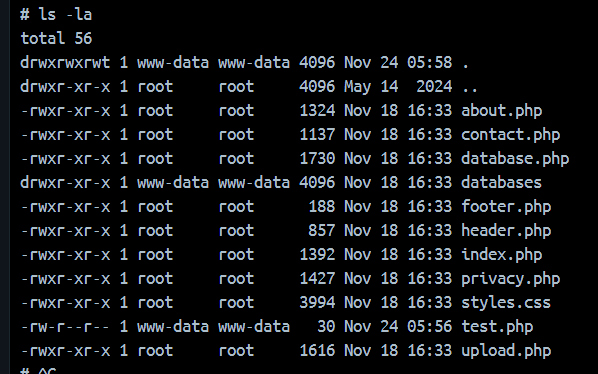 # ls -la
total 56
drwxrwxrwt 1 www-data www-data 4096 Nov 24 05:58 .
drwxr-xr-x 1 root     root     4096 May 14  2024 ..
-rwxr-xr-x 1 root     root     1324 Nov 18 16:33 about.php
-rwxr-xr-x 1 root     root     1137 Nov 18 16:33 contact.php
-rwxr-xr-x 1 root     root     1730 Nov 18 16:33 database.php
drwxr-xr-x 1 www-data www-data 4096 Nov 18 16:33 databases
-rwxr-xr-x 1 root     root      188 Nov 18 16:33 footer.php
-rwxr-xr-x 1 root     root      857 Nov 18 16:33 header.php
-rwxr-xr-x 1 root     root     1392 Nov 18 16:33 index.php
-rwxr-xr-x 1 root     root     1427 Nov 18 16:33 privacy.php
-rwxr-xr-x 1 root     root     3994 Nov 18 16:33 styles.css
-rw-r--r-- 1 www-data www-data   30 Nov 24 05:56 test.php
-rwxr-xr-x 1 root     root     1616 Nov 18 16:33 upload.php
# ^C